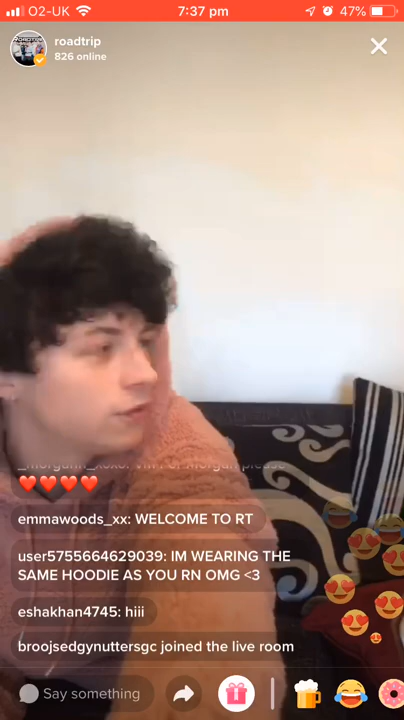 O2-UK
7:37 pm
47%
roadtrip
826 online
emmawoods_xx: WELCOME TO RT
user5755664629039: IM WEARING THE
SAME HOODIE AS YOU RN OMG <3
eshakhan4745: hiii
broojsedgynuttersgc joined the live room
Say something